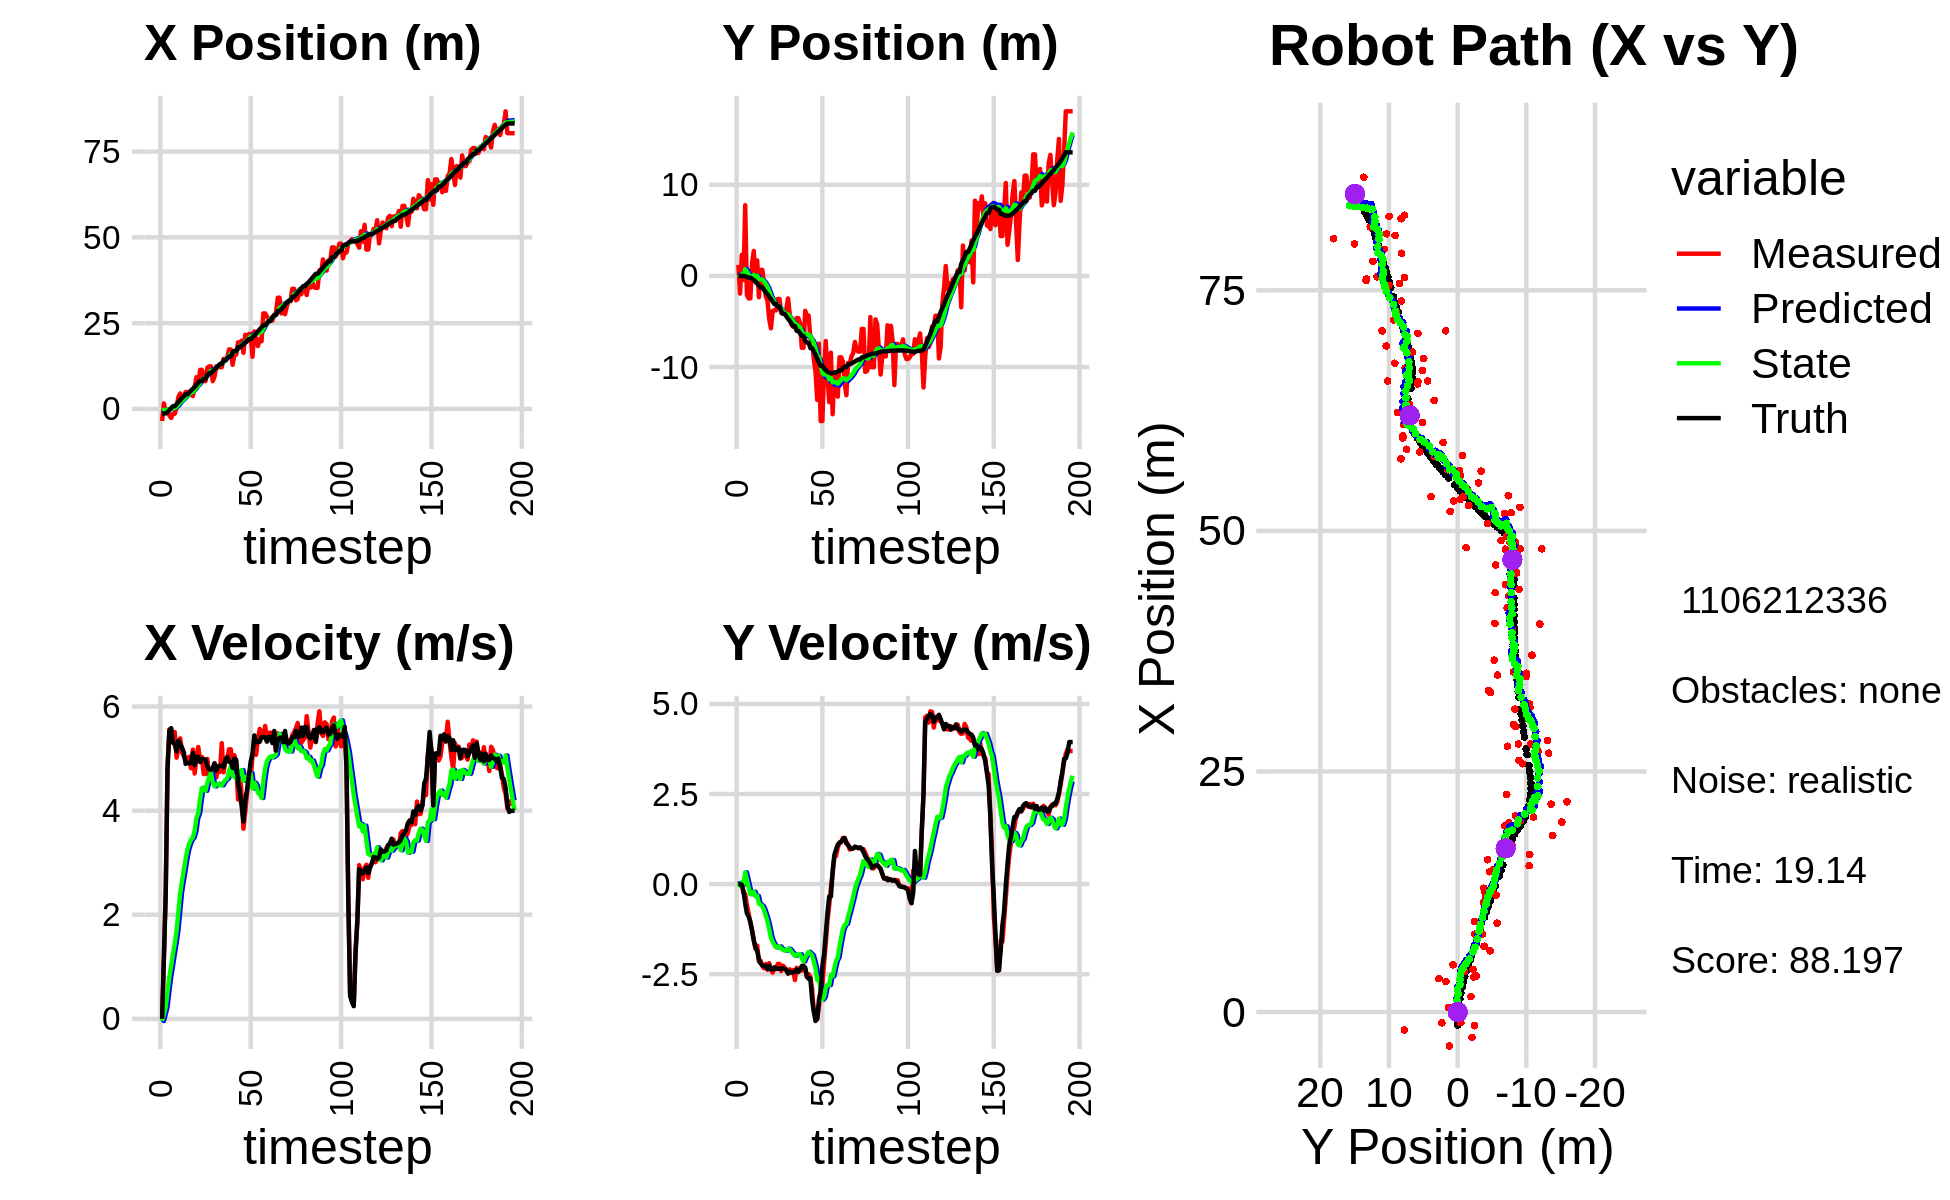 X Position (m)
75
50
25
0
0
50
100
150
200
timestep
Y Position (m)
10
0
-10
0
50
100
150
200
timestep
X Velocity (m/s)
6
4
2
0
0
50
100
150
200
timestep
Y Velocity (m/s)
5.0
2.5
0.0
-2.5
0
50
100
150
200
timestep
Robot Path (X vs Y)
X Position (m)
75
50
25
0
20 10 0 -10 -20
Y Position (m)
variable
Measured
Predicted
State
Truth
1106212336
Obstacles: none
Noise: realistic
Time: 19.14
Score: 88.197